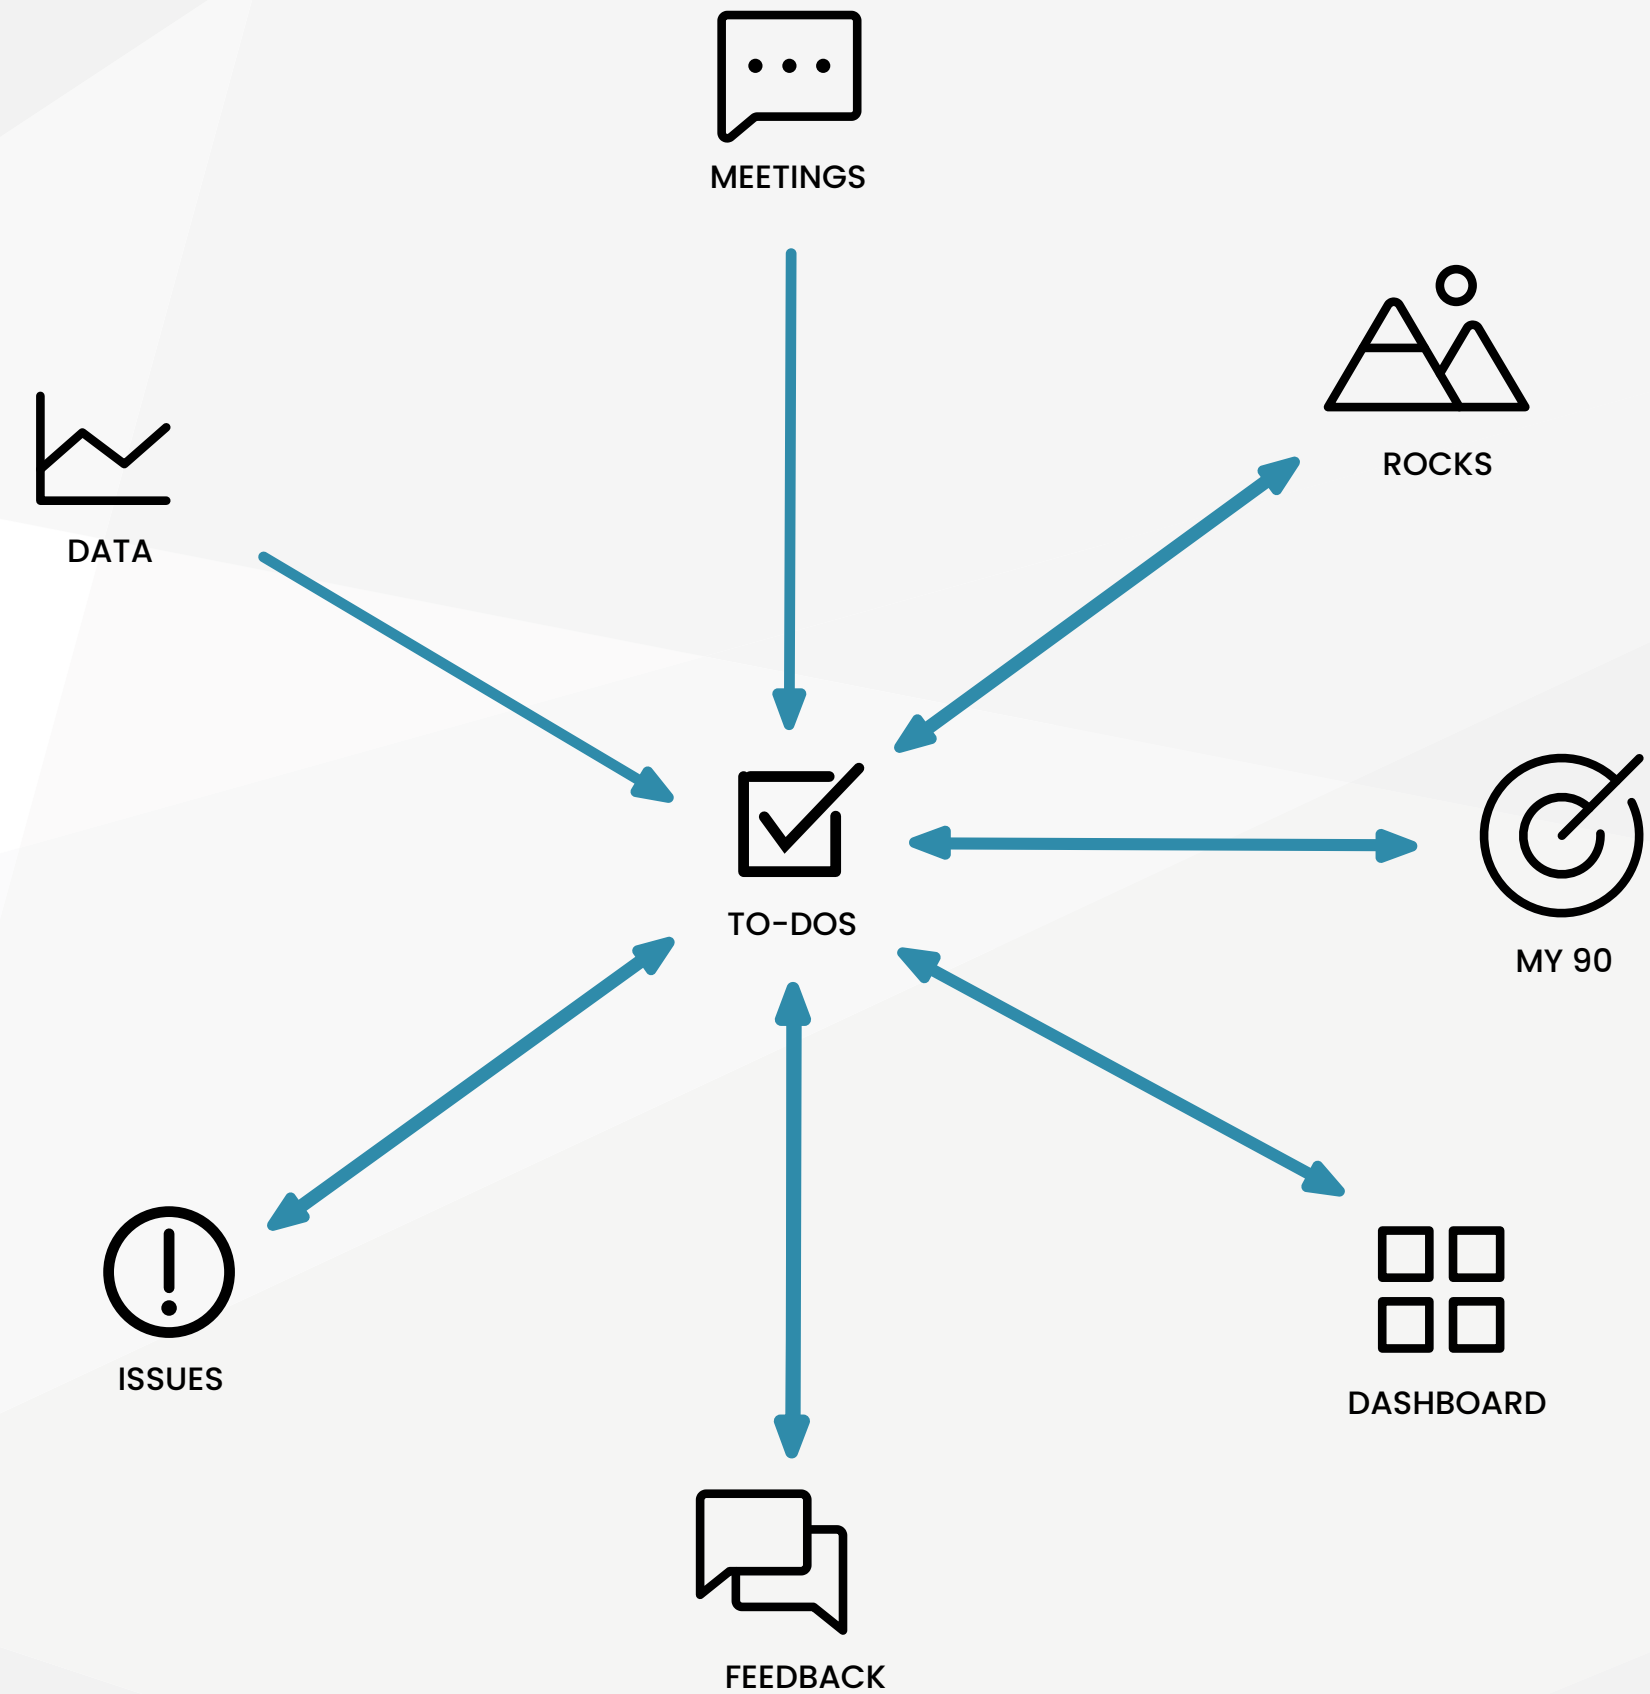 MEETINGS
ROCKS
DATA
TO-DOS
MY 90
ISSUES
DASHBOARD
FEEDBACK